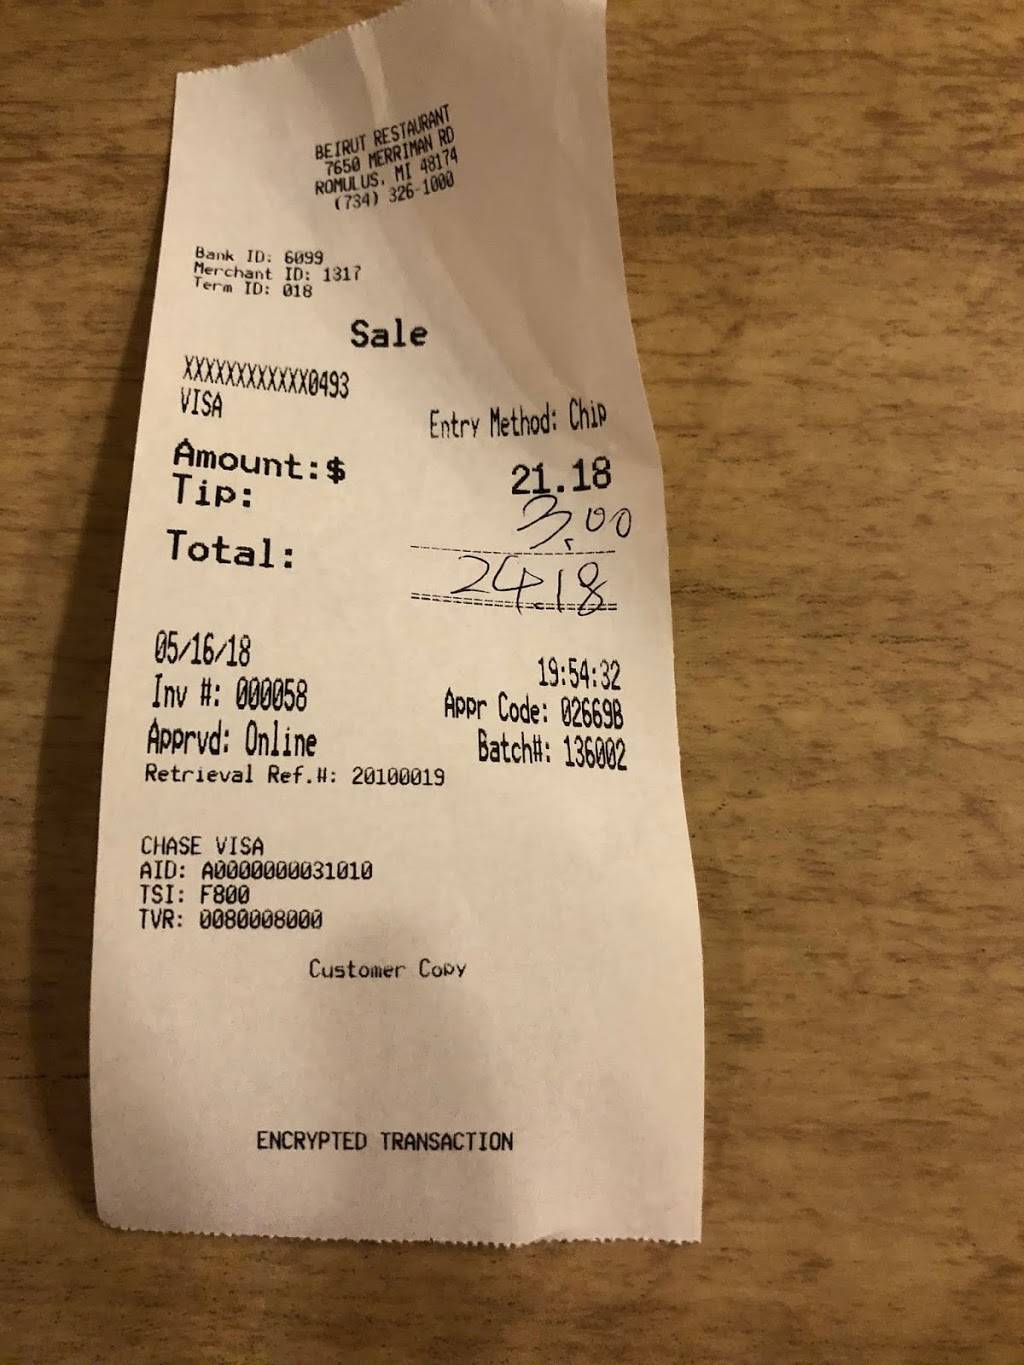 BEIRUT RESTAURANT
7650 MERRIMAN RD
ROMULUS, MI 48174
(734) 326-1000
Bank ID: 6099
Merchant ID: 1317
Term ID: 018
Sale
XXXXXXXXXXXX0493
VISA
Entry Method: Chip
Amount:$ 21.18
Tip: 3.00
Total: 24.18
05/16/18 19:54:32
Inv #: 000058 Appr Code: 02669B
Apprvd: Online Batch#: 136002
Retrieval Ref.#: 20100019
CHASE VISA
AID: A0000000031010
TSI: F800
TVR: 0080008000
Customer Copy
ENCRYPTED TRANSACTION